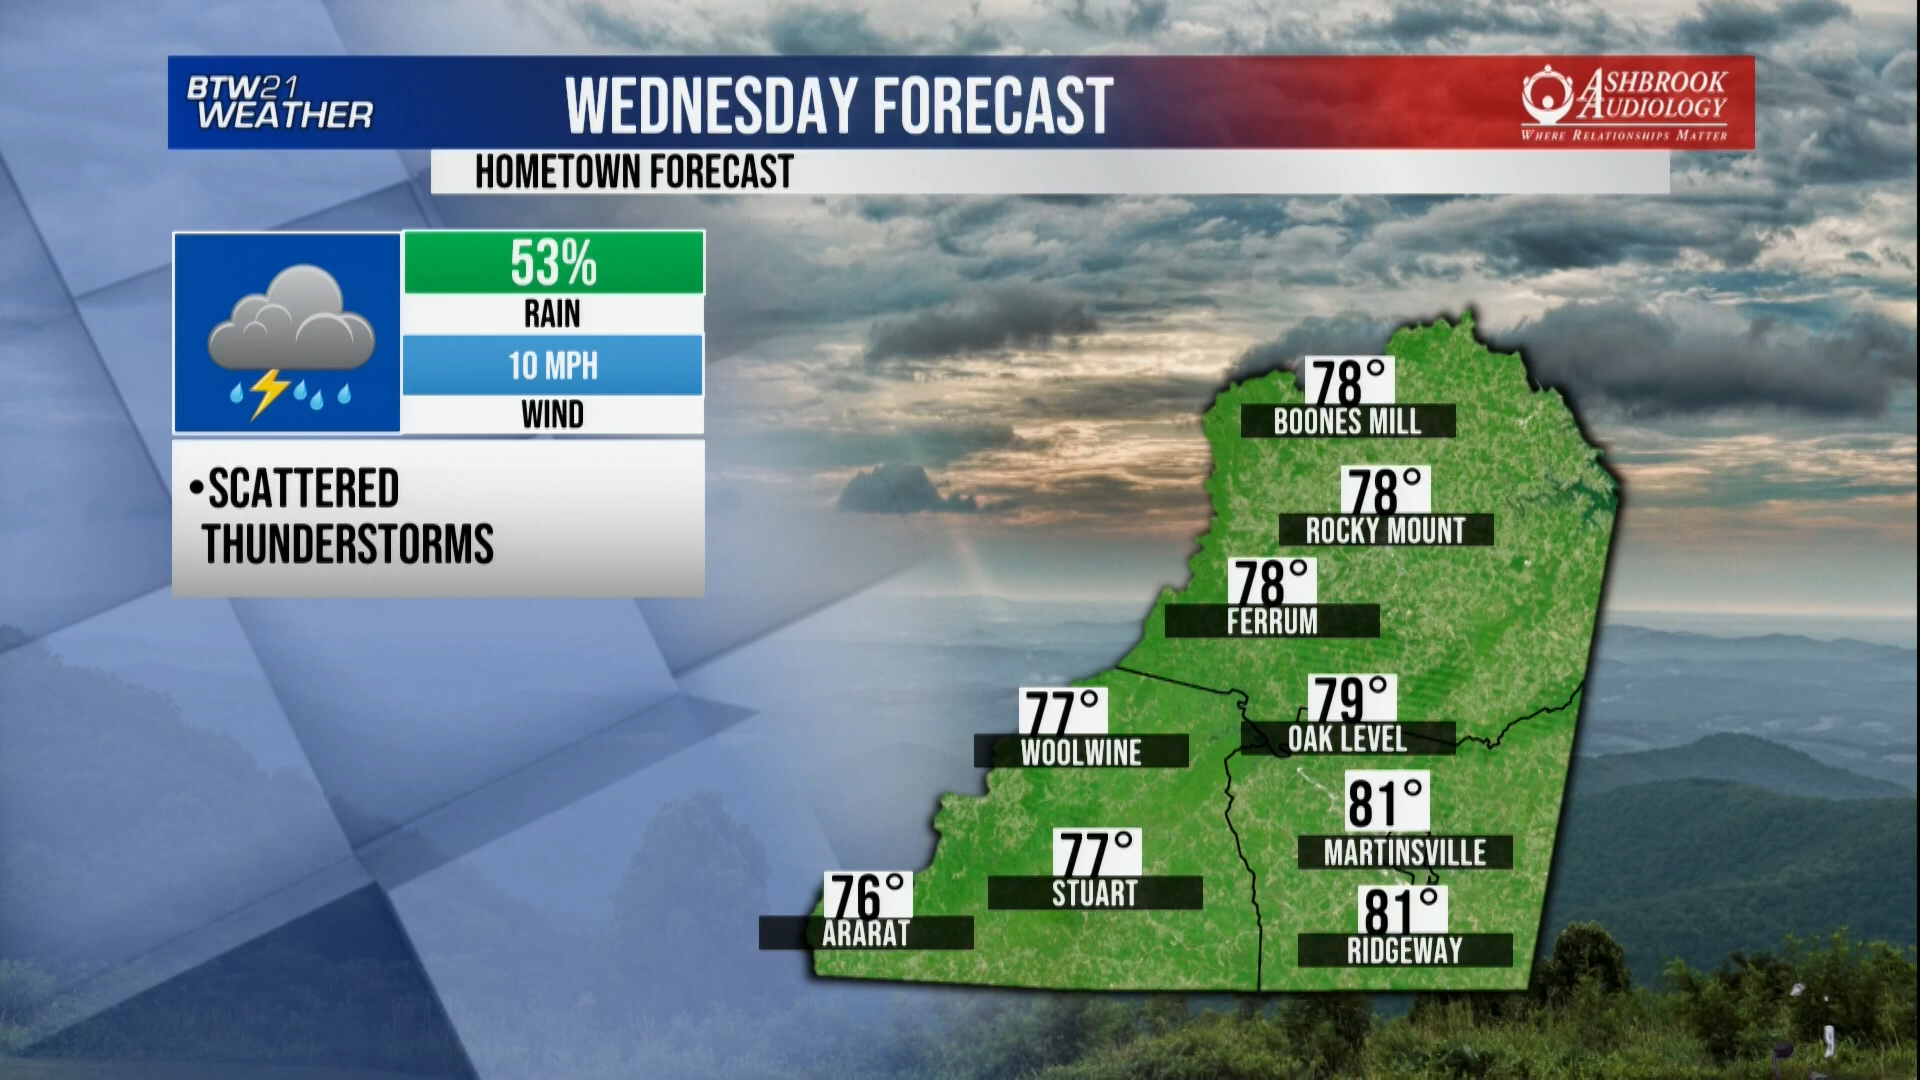 BTW21
WEATHER
WEDNESDAY FORECAST
ASHBROOK
AUDIOLOGY
WHERE RELATIONSHIPS MATTER
HOMETOWN FORECAST
53%
RAIN
10 MPH
WIND
•SCATTERED
THUNDERSTORMS
78°
BOONES MILL
78°
ROCKY MOUNT
78°
FERRUM
77°
WOOLWINE
79°
OAK LEVEL
81°
MARTINSVILLE
77°
STUART
76°
ARARAT
81°
RIDGEWAY